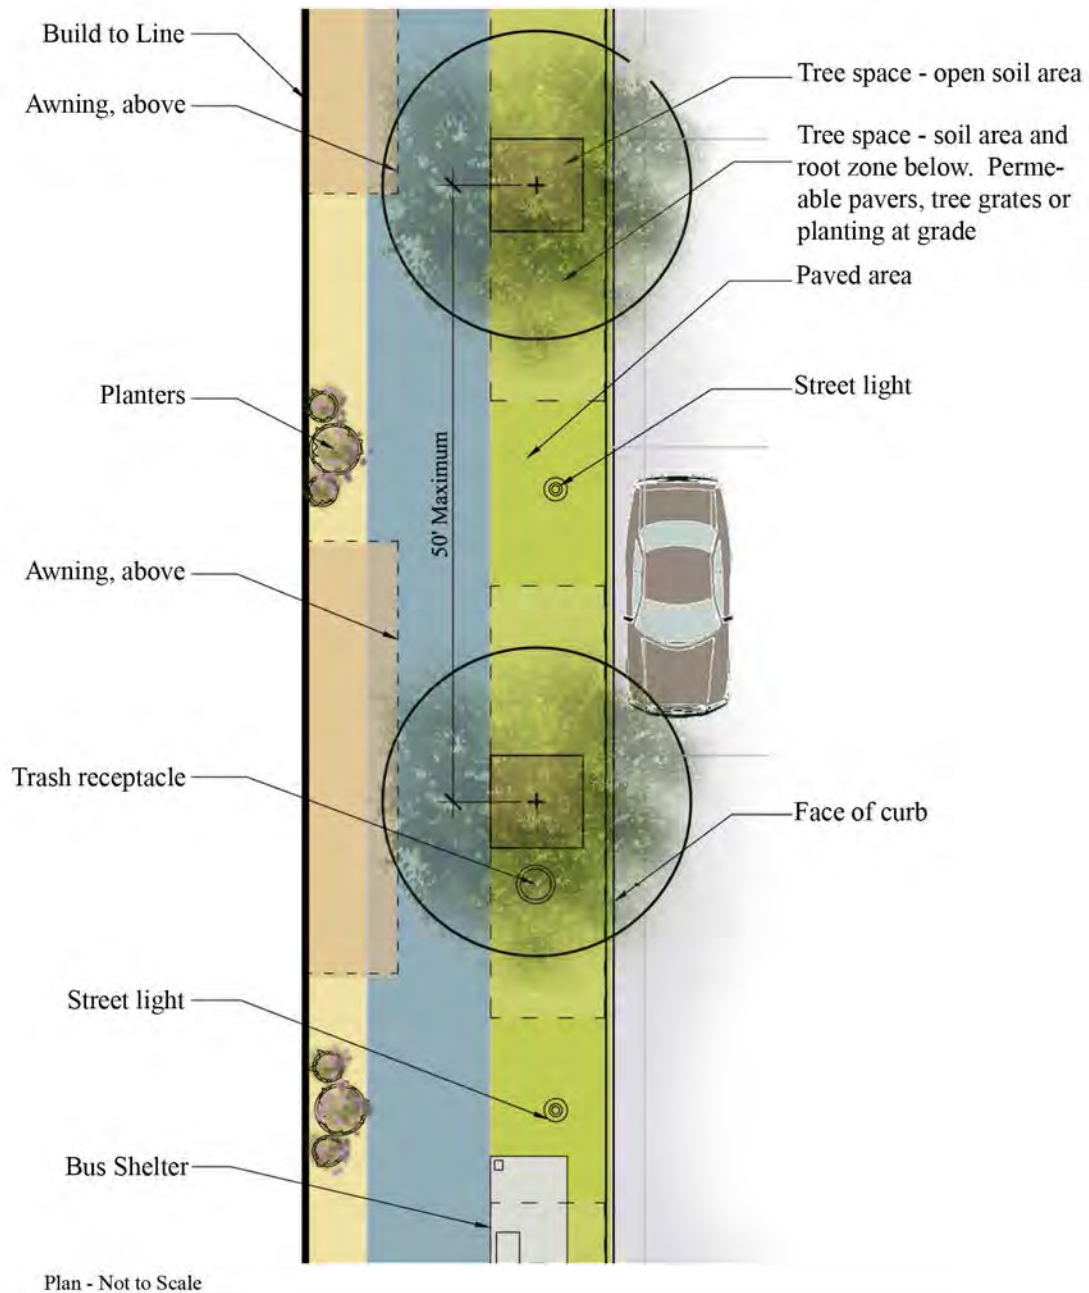 Build to Line
Awning, above
Planters
Awning, above
Trash receptacle
Street light
Bus Shelter
50' Maximum
Tree space - open soil area
Tree space - soil area and
root zone below.  Perme-
able pavers, tree grates or
planting at grade
Paved area
Street light
Face of curb
Plan - Not to Scale